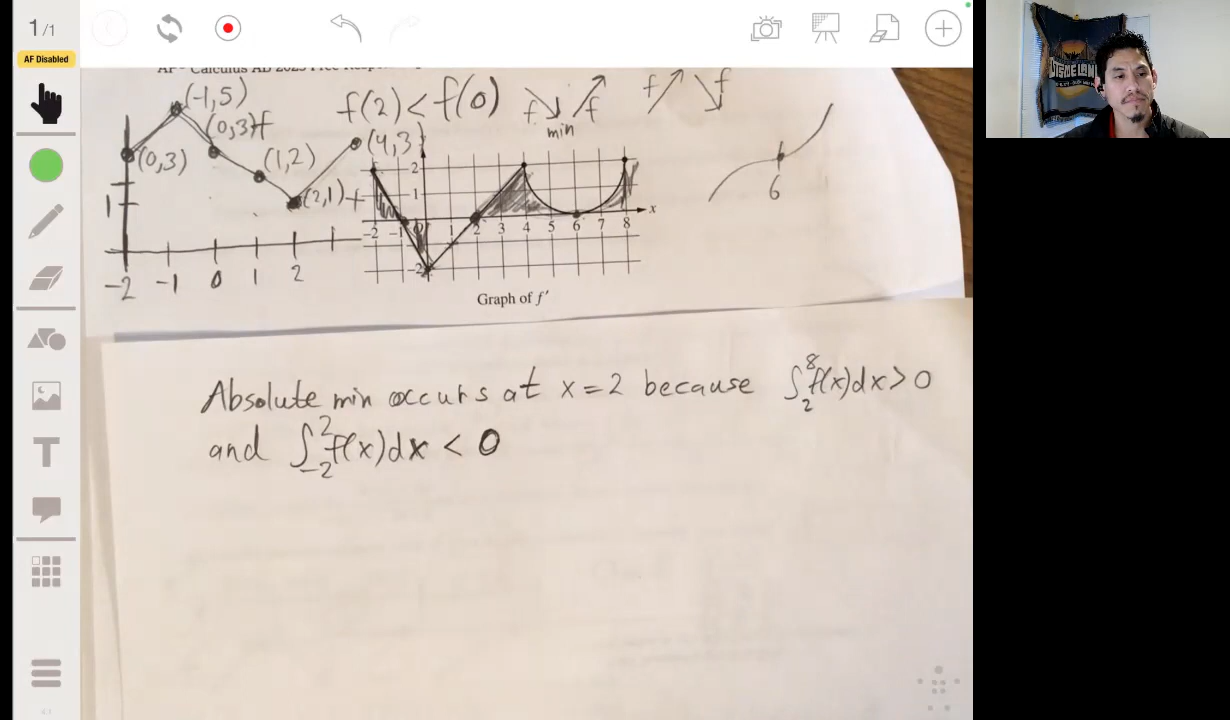 1/1
AF Disabled
AP® Calculus AB 2023 Free-Response
(-1,5)
(0,3)
f
f(2) < f(0)
f
f
min
f
f
(0,3)
(1,2)
(2,1)
(4,3)
1
-2 -1 0 1 2
2
1
-2
-2 -1 0 1 2 3 4 5 6 7 8 x
6
Graph of f′
Absolute min occurs at x = 2 because ∫₂⁸ f(x)dx > 0
and ∫₋₂² f(x)dx < 0
T